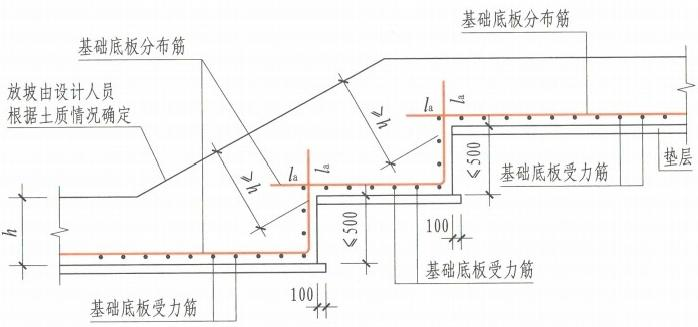 基础底板分布筋
基础底板分布筋
放坡由设计人员
根据土质情况确定
la
la
≥h
la
la
≥h
≤500
基础底板受力筋
垫层
100
h
≤500
基础底板受力筋
100
基础底板受力筋